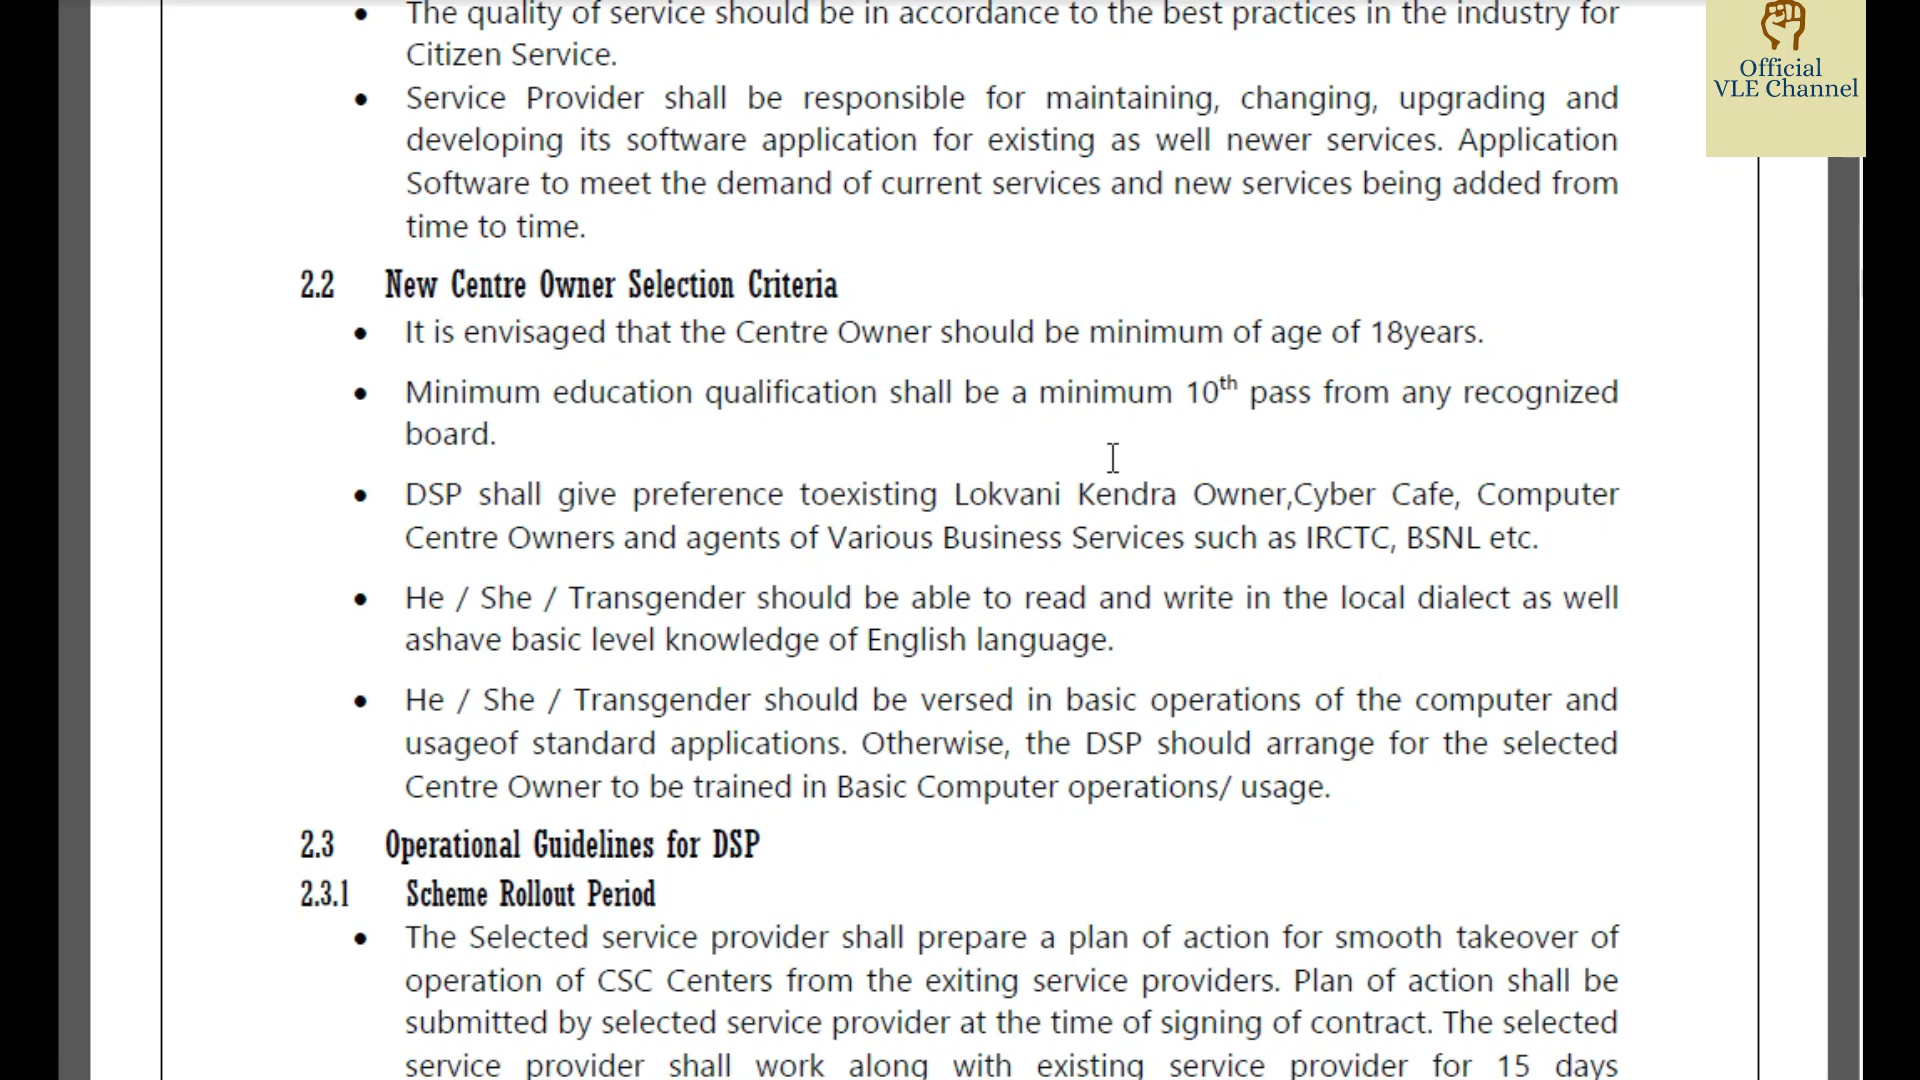 The quality of service should be in accordance to the best practices in the industry for
Citizen Service.
Official
VLE Channel
Service Provider shall be responsible for maintaining, changing, upgrading and
developing its software application for existing as well newer services. Application
Software to meet the demand of current services and new services being added from
time to time.
2.2 New Centre Owner Selection Criteria
It is envisaged that the Centre Owner should be minimum of age of 18years.
Minimum education qualification shall be a minimum 10th pass from any recognized
board.
DSP shall give preference toexisting Lokvani Kendra Owner,Cyber Cafe, Computer
Centre Owners and agents of Various Business Services such as IRCTC, BSNL etc.
He / She / Transgender should be able to read and write in the local dialect as well
ashave basic level knowledge of English language.
He / She / Transgender should be versed in basic operations of the computer and
usageof standard applications. Otherwise, the DSP should arrange for the selected
Centre Owner to be trained in Basic Computer operations/ usage.
2.3 Operational Guidelines for DSP
2.3.1 Scheme Rollout Period
The Selected service provider shall prepare a plan of action for smooth takeover of
operation of CSC Centers from the exiting service providers. Plan of action shall be
submitted by selected service provider at the time of signing of contract. The selected
service provider shall work along with existing service provider for 15 days